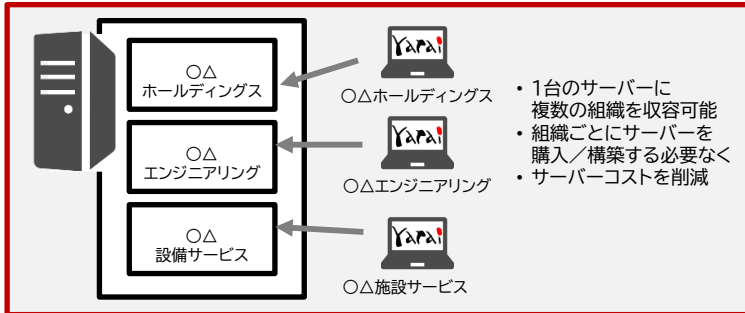 ○△
ホールディングス
○△
エンジニアリング
○△
設備サービス
Yarai
○△ホールディングス
Yarai
○△エンジニアリング
Yarai
○△施設サービス
・1台のサーバーに
複数の組織を収容可能
・組織ごとにサーバーを
購入／構築する必要なく
・サーバーコストを削減